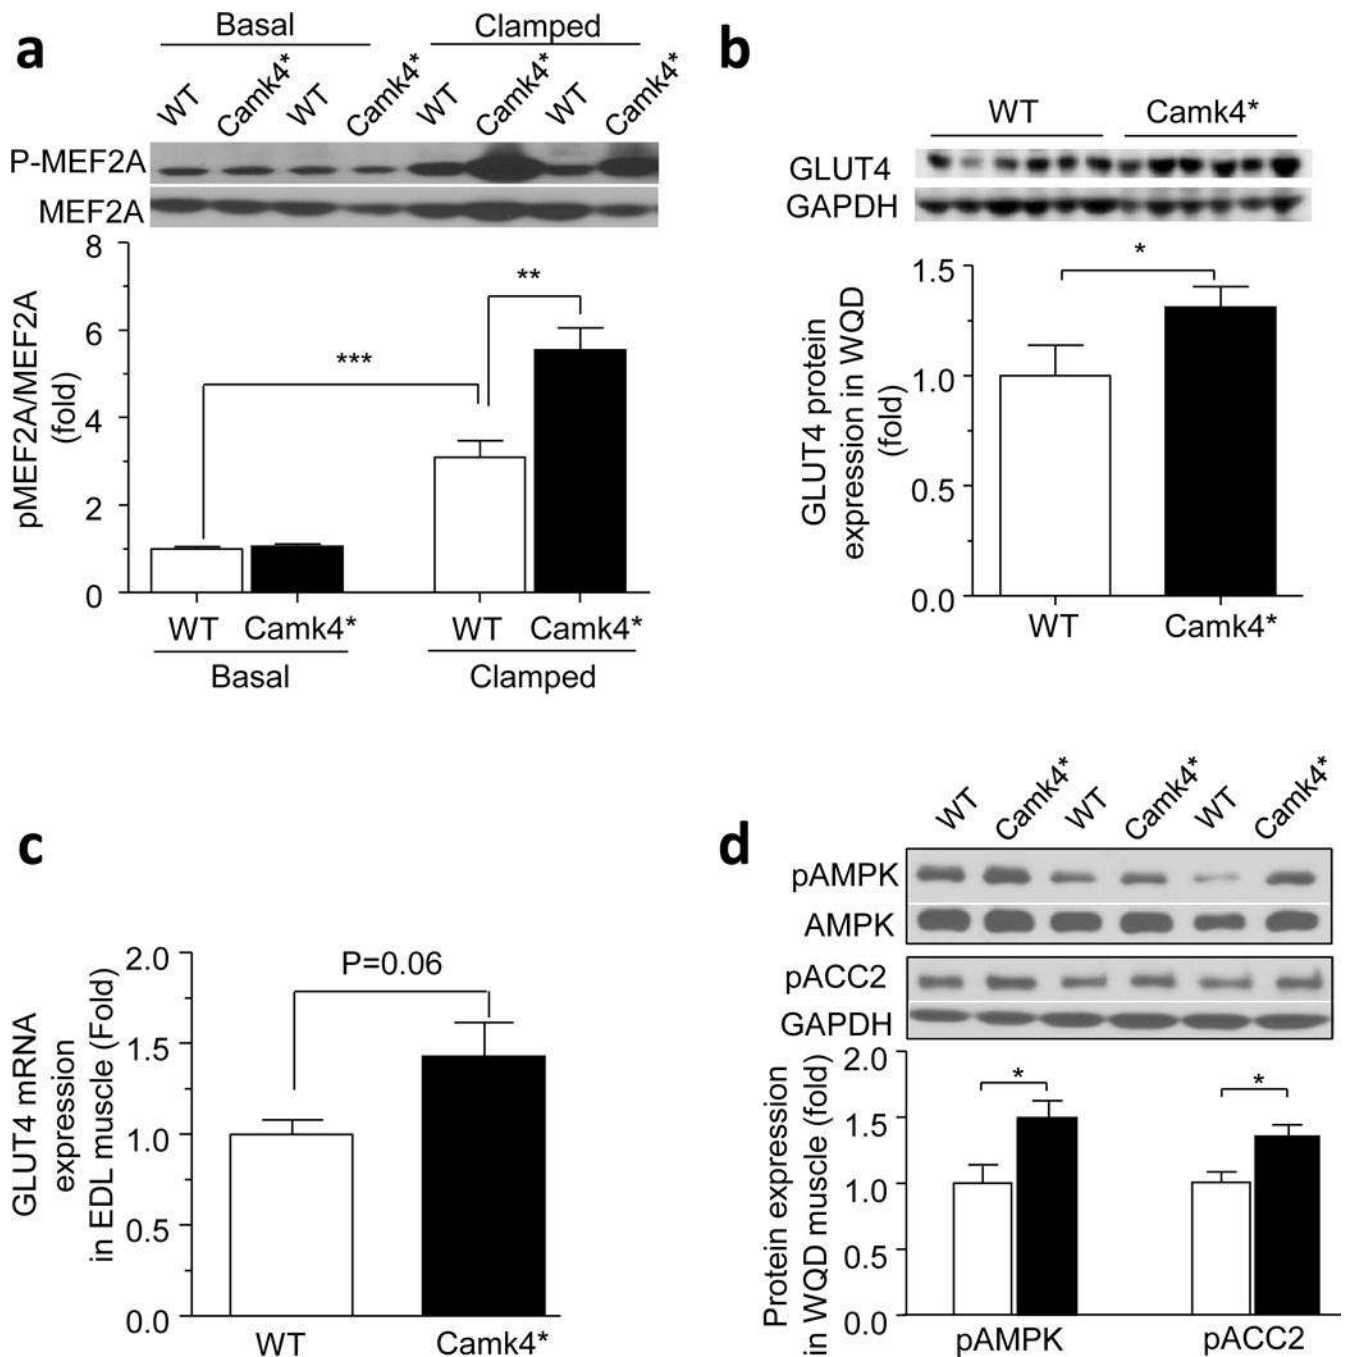 a
Basal
Clamped
WT
Camk4*
WT
Camk4*
WT
Camk4*
WT
Camk4*
P-MEF2A
MEF2A
pMEF2A/MEF2A
(fold)
8
6
4
2
0
***
**
WT
Camk4*
WT
Camk4*
Basal
Clamped
b
WT
Camk4*
GLUT4
GAPDH
GLUT4 protein
expression in WQD
(fold)
1.5
1.0
0.5
0.0
*
WT
Camk4*
c
GLUT4 mRNA
expression
in EDL muscle (Fold)
2.0
1.5
1.0
0.5
0.0
P=0.06
WT
Camk4*
d
WT
Camk4*
WT
Camk4*
WT
Camk4*
pAMPK
AMPK
pACC2
GAPDH
Protein expression
in WQD muscle (fold)
2.0
1.5
1.0
0.5
0.0
*
*
pAMPK
pACC2